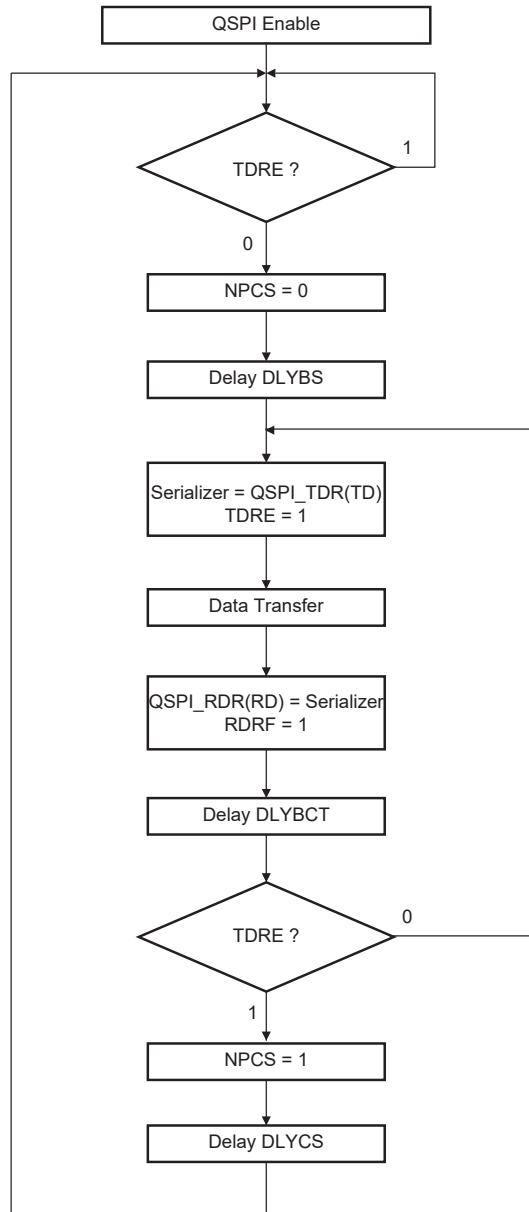 QSPI Enable
TDRE ?
1
0
NPCS = 0
Delay DLYBS
Serializer = QSPI_TDR(TD)
TDRE = 1
Data Transfer
QSPI_RDR(RD) = Serializer
RDRF = 1
Delay DLYBCT
TDRE ?
0
1
NPCS = 1
Delay DLYCS